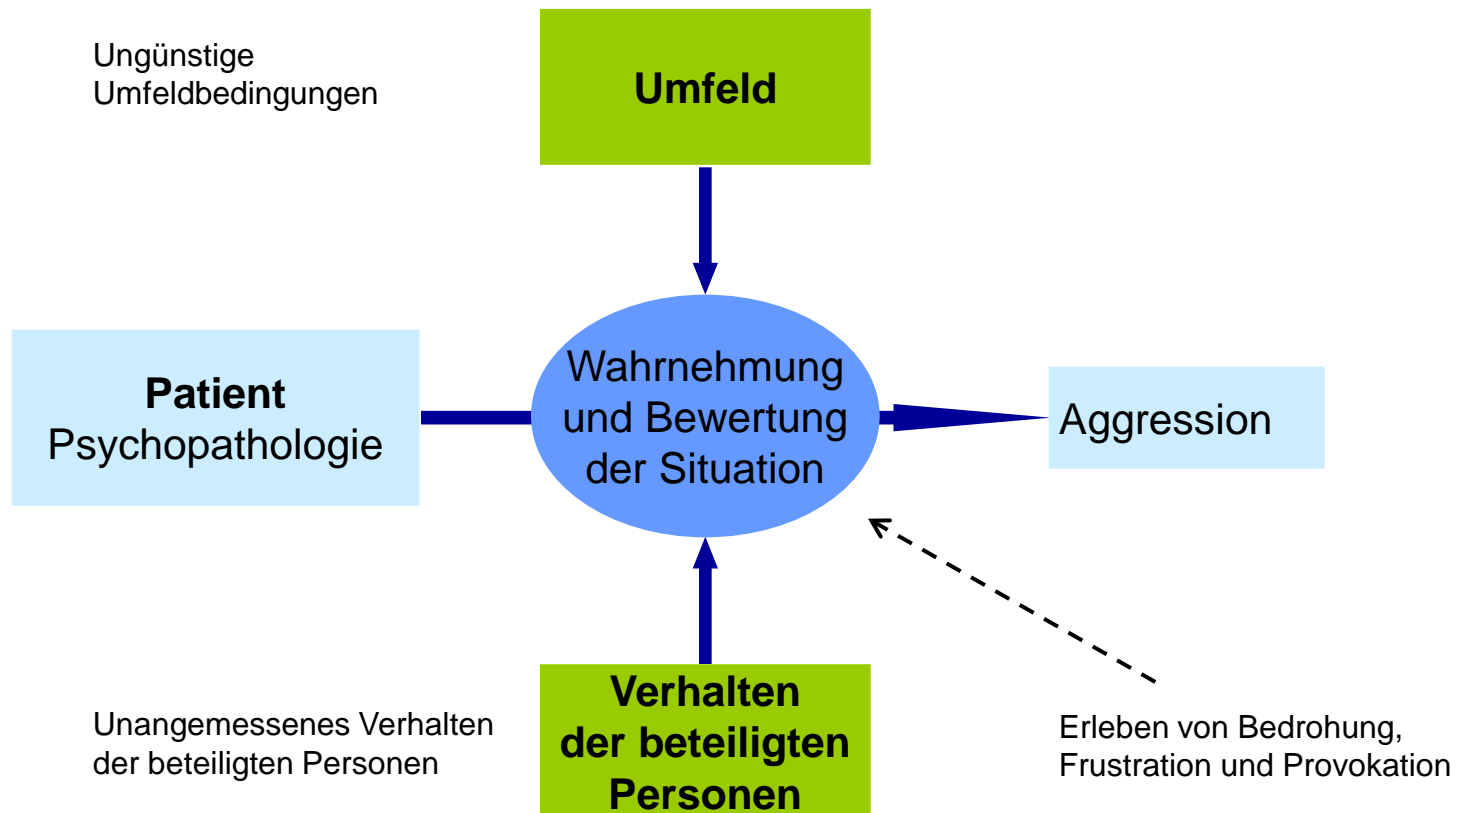 Ungünstige
Umfeldbedingungen
Umfeld
Patient
Psychopathologie
Wahrnehmung
und Bewertung
der Situation
Aggression
Unangemessenes Verhalten
der beteiligten Personen
Verhalten
der beteiligten
Personen
Erleben von Bedrohung,
Frustration und Provokation